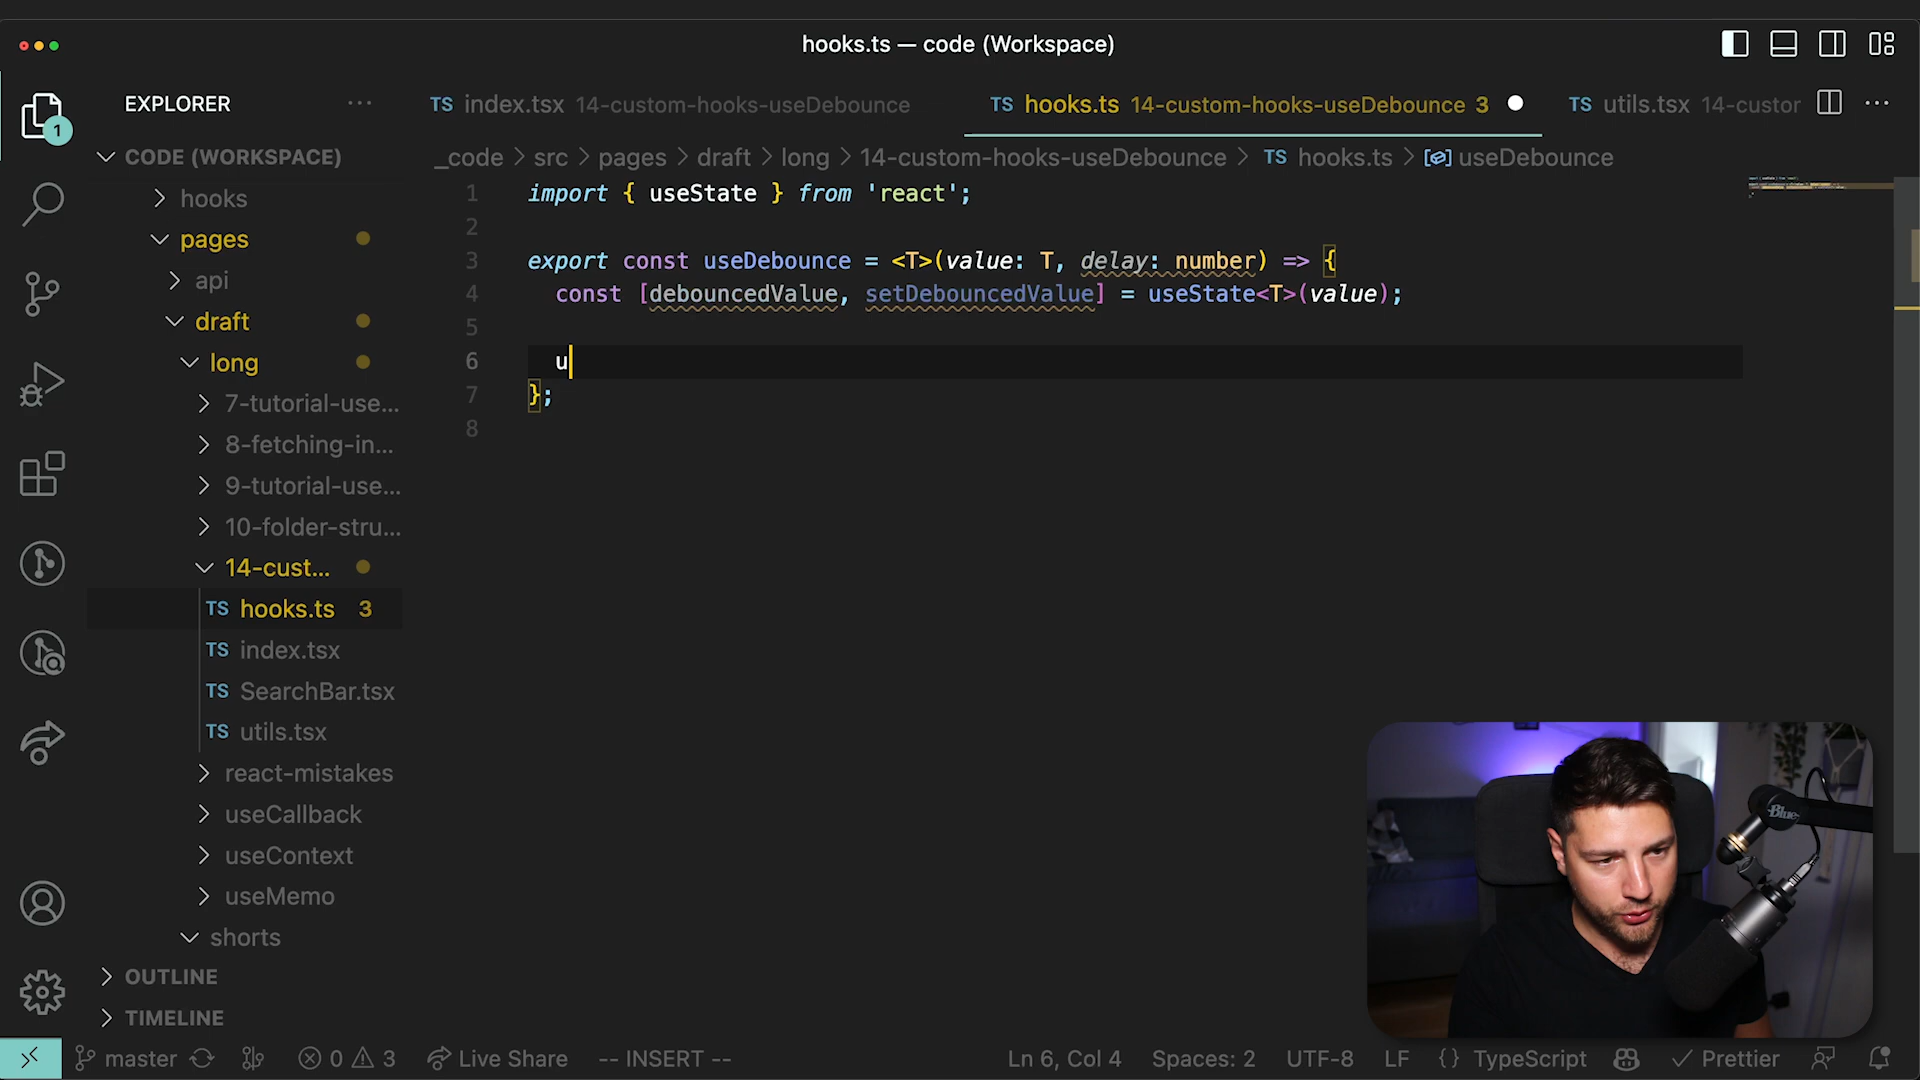 hooks.ts — code (Workspace)
EXPLORER ···
TS index.tsx 14-custom-hooks-useDebounce
TS hooks.ts 14-custom-hooks-useDebounce 3
TS utils.tsx 14-custor ···
1
CODE (WORKSPACE)
_code > src > pages > draft > long > 14-custom-hooks-useDebounce > TS hooks.ts > useDebounce
hooks
pages
api
draft
long
7-tutorial-use...
8-fetching-in...
9-tutorial-use...
10-folder-stru...
14-cust...
TS hooks.ts 3
TS index.tsx
TS SearchBar.tsx
TS utils.tsx
react-mistakes
useCallback
useContext
useMemo
shorts
OUTLINE
TIMELINE
1 import { useState } from 'react';
2
3 export const useDebounce = <T>(value: T, delay: number) => {
4 const [debouncedValue, setDebouncedValue] = useState<T>(value);
5
6 u
7 };
8
Blue
master 0 3 Live Share -- INSERT -- Ln 6, Col 4 Spaces: 2 UTF-8 LF {} TypeScript Prettier